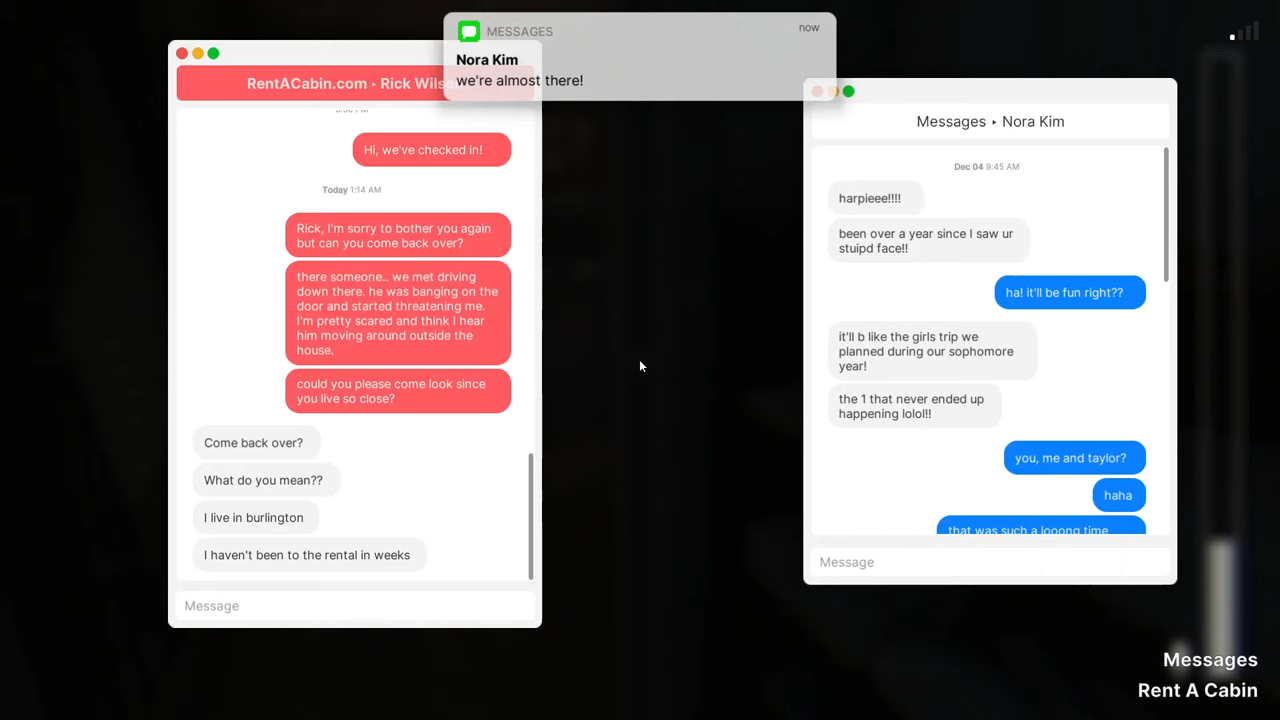 MESSAGES
now
Nora Kim
we're almost there!
RentACabin.com ‣ Rick
Hi, we've checked in!
Today 1:14 AM
Rick, I'm sorry to bother you again
but can you come back over?
there someone.. we met driving
down there. he was banging on the
door and started threatening me.
I'm pretty scared and think I hear
him moving around outside the
house.
could you please come look since
you live so close?
Come back over?
What do you mean??
I live in burlington
I haven't been to the rental in weeks
Message
Messages ‣ Nora Kim
Dec 04 9:45 AM
harpieee!!!!
been over a year since I saw ur
stuipd face!!
ha! it'll be fun right??
it'll b like the girls trip we
planned during our sophomore
year!
the 1 that never ended up
happening lolol!!
you, me and taylor?
haha
that was such a looong time
Message
Messages
Rent A Cabin